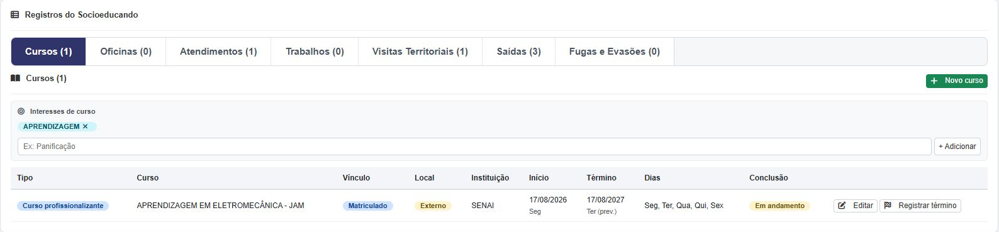 Registros do Socioeducando
Cursos (1) Oficinas (0) Atendimentos (1) Trabalhos (0) Visitas Territoriais (1) Saídas (3) Fugas e Evasões (0)
Cursos (1) + Novo curso
Interesses de curso
APRENDIZAGEM ✕
Ex: Panificação + Adicionar
Tipo Curso Vínculo Local Instituição Início Término Dias Conclusão
Curso profissionalizante APRENDIZAGEM EM ELETROMECÂNICA - JAM Matriculado Externo SENAI 17/08/2026 17/08/2027 Seg, Ter, Qua, Qui, Sex Em andamento Editar Registrar término
Seg Ter (prev.)